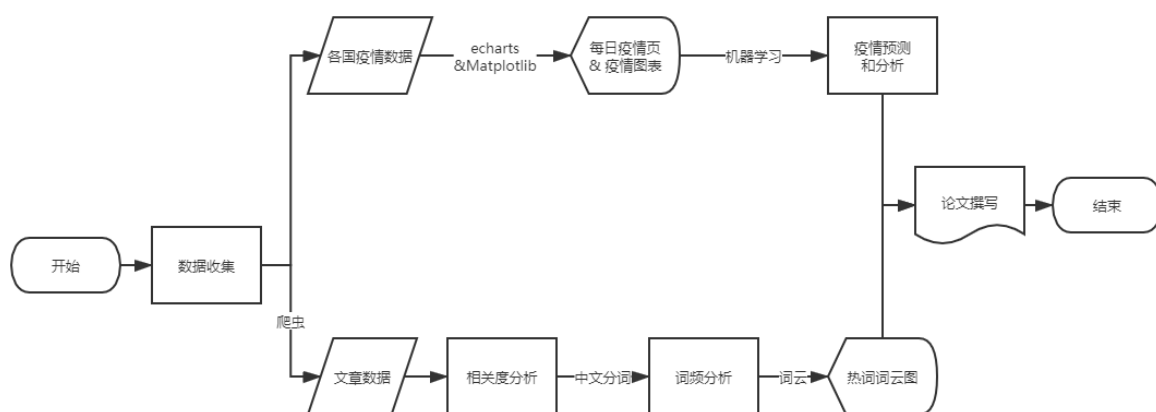 各国疫情数据
echarts
&Matplotlib
每日疫情页
& 疫情图表
机器学习
疫情预测
和分析
论文撰写
结束
开始
数据收集
爬虫
文章数据
相关度分析
中文分词
词频分析
词云
热词词云图